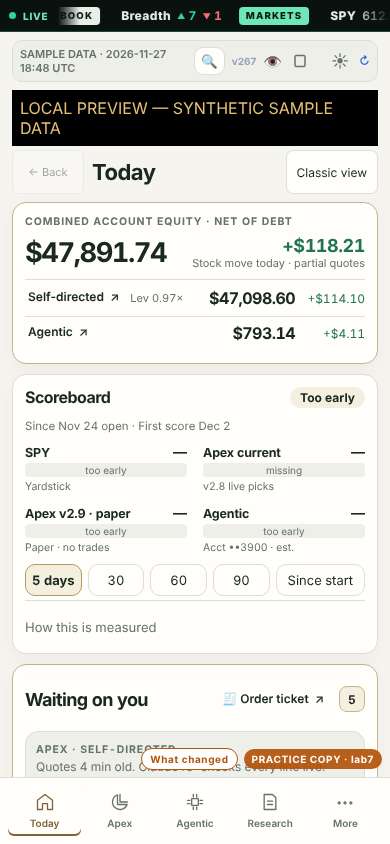 LIVE BOOK Breadth ▲ 7 ▼ 1 MARKETS SPY 612
SAMPLE DATA · 2026-11-27
18:48 UTC
v267
LOCAL PREVIEW — SYNTHETIC SAMPLE
DATA
← Back Today Classic view
COMBINED ACCOUNT EQUITY · NET OF DEBT
$47,891.74 +$118.21
Stock move today · partial quotes
Self-directed ↗ Lev 0.97× $47,098.60 +$114.10
Agentic ↗ $793.14 +$4.11
Scoreboard Too early
Since Nov 24 open · First score Dec 2
SPY — Apex current —
too early missing
Yardstick v2.8 live picks
Apex v2.9 · paper — Agentic —
too early too early
Paper · no trades Acct ••3900 · est.
5 days 30 60 90 Since start
How this is measured
Waiting on you Order ticket ↗ 5
APEX · SELF-DIRECTED
What changed PRACTICE COPY · lab7
Quotes 4 min old. checks every line live.
Today Apex Agentic Research More